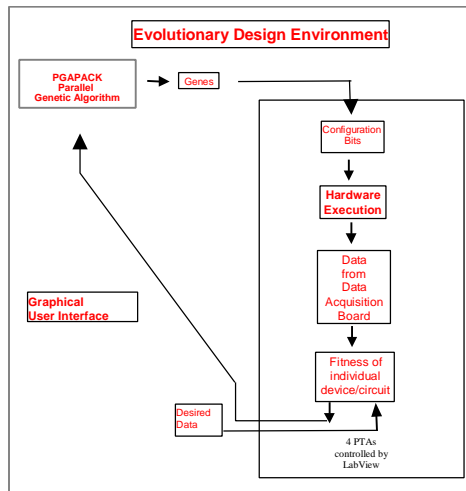 Evolutionary Design Environment
PGAPACK
Parallel
Genetic Algorithm
Genes
Configuration
Bits
Hardware
Execution
Data
from
Data
Acquisition
Board
Graphical
User Interface
Fitness of
individual
device/circuit
Desired
Data
4 PTAs
controlled by
LabView